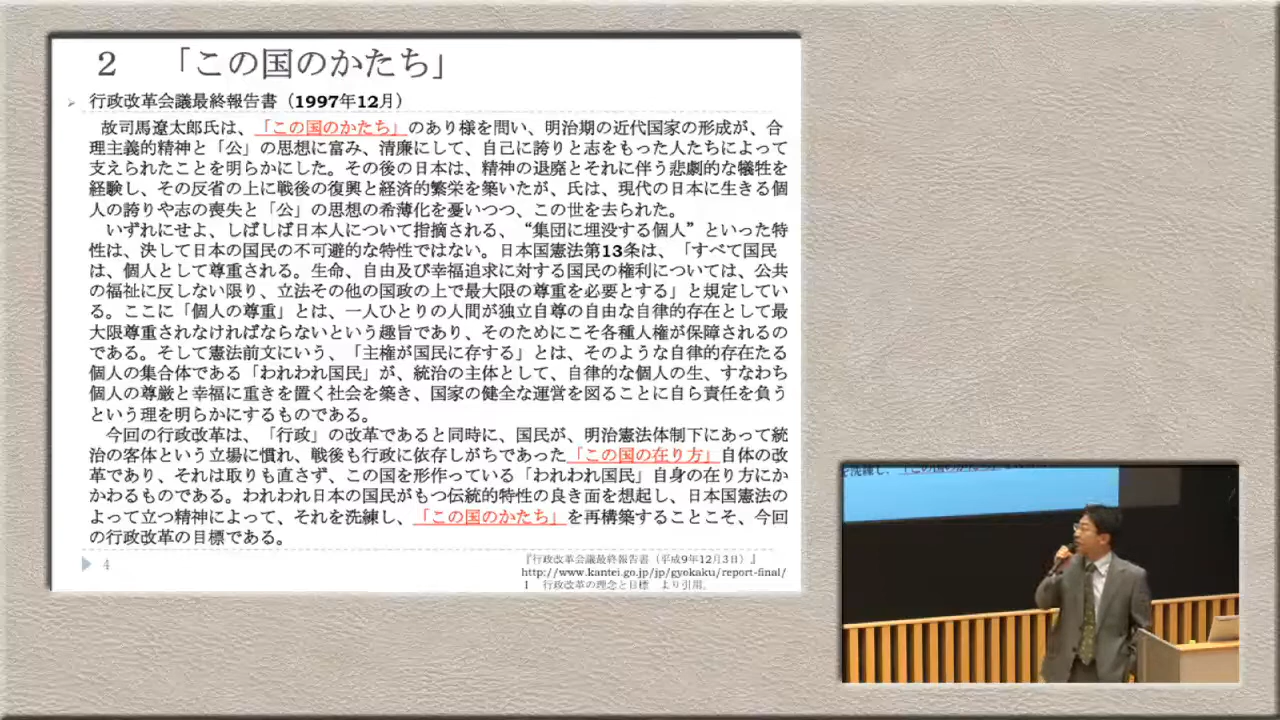 2 「この国のかたち」
行政改革会議最終報告書（1997年12月）
故司馬遼太郎氏は、「この国のかたち」のあり様を問い、明治期の近代国家の形成が、合
理主義的精神と「公」の思想に富み、清廉にして、自己に誇りと志をもった人たちによって
支えられたことを明らかにした。その後の日本は、精神の退廃とそれに伴う悲劇的な犠牲を
経験し、その反省の上に戦後の復興と経済的繁栄を築いたが、氏は、現代の日本に生きる個
人の誇りや志の喪失と「公」の思想の希薄化を憂いつつ、この世を去られた。
いずれにせよ、しばしば日本人について指摘される、“集団に埋没する個人”といった特
性は、決して日本の国民の不可避的な特性ではない。日本国憲法第13条は、「すべて国民
は、個人として尊重される。生命、自由及び幸福追求に対する国民の権利については、公共
の福祉に反しない限り、立法その他の国政の上で最大限の尊重を必要とする」と規定してい
る。ここに「個人の尊重」とは、一人ひとりの人間が独立自尊の自由な自律的存在として最
大限尊重されなければならないという趣旨であり、そのためにこそ各種人権が保障されるの
である。そして憲法前文にいう、「主権が国民に存する」とは、そのような自律的存在たる
個人の集合体である「われわれ国民」が、統治の主体として、自律的な個人の生、すなわち
個人の尊厳と幸福に重きを置く社会を築き、国家の健全な運営を図ることに自ら責任を負う
という理を明らかにするものである。
今回の行政改革は、「行政」の改革であると同時に、国民が、明治憲法体制下にあって統
治の客体という立場に慣れ、戦後も行政に依存しがちであった「この国の在り方」自体の改
革であり、それは取りも直さず、この国を形作っている「われわれ国民」自身の在り方にか
かわるものである。われわれ日本の国民がもつ伝統的特性の良き面を想起し、日本国憲法の
よって立つ精神によって、それを洗練し、「この国のかたち」を再構築することこそ、今回
の行政改革の目標である。
4
『行政改革会議最終報告書（平成9年12月3日）』
http://www.kantei.go.jp/jp/gyokaku/report-final/
I 行政改革の理念と目標 より引用。
を洗練し、「この国のかたち」